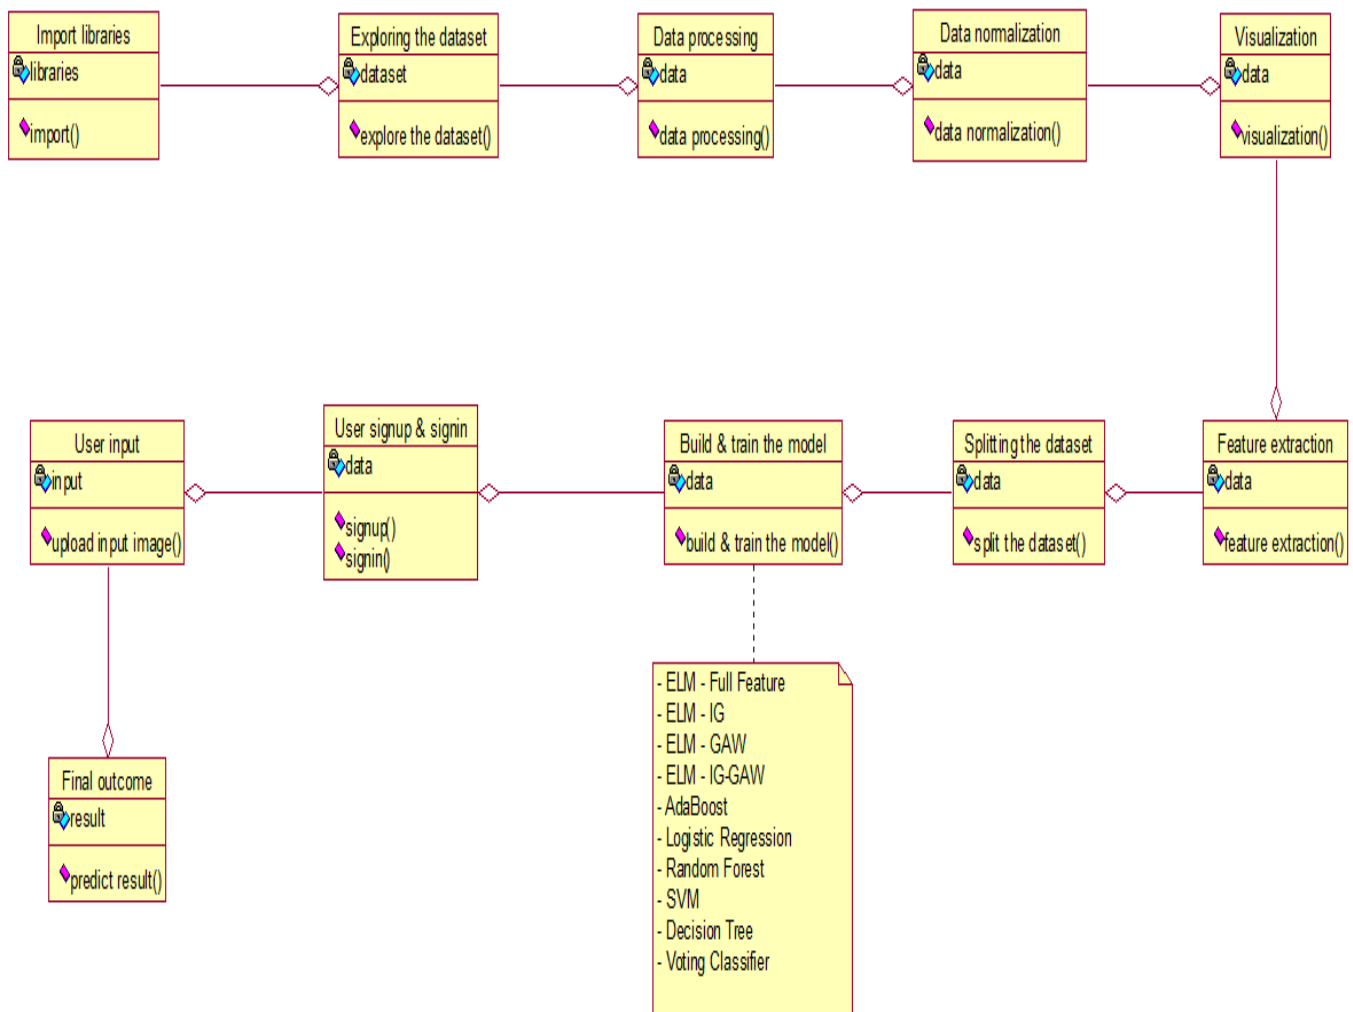 Import libraries
libraries
import()
Exploring the dataset
dataset
explore the dataset()
Data processing
data
data processing()
Data normalization
data
data normalization()
Visualization
data
visualization()
User input
input
upload input image()
User signup & signin
data
signup()
signin()
Build & train the model
data
build & train the model()
Splitting the dataset
data
split the dataset()
Feature extraction
data
feature extraction()
- ELM - Full Feature
- ELM - IG
- ELM - GAW
- ELM - IG-GAW
- AdaBoost
- Logistic Regression
- Random Forest
- SVM
- Decision Tree
- Voting Classifier
Final outcome
result
predict result()